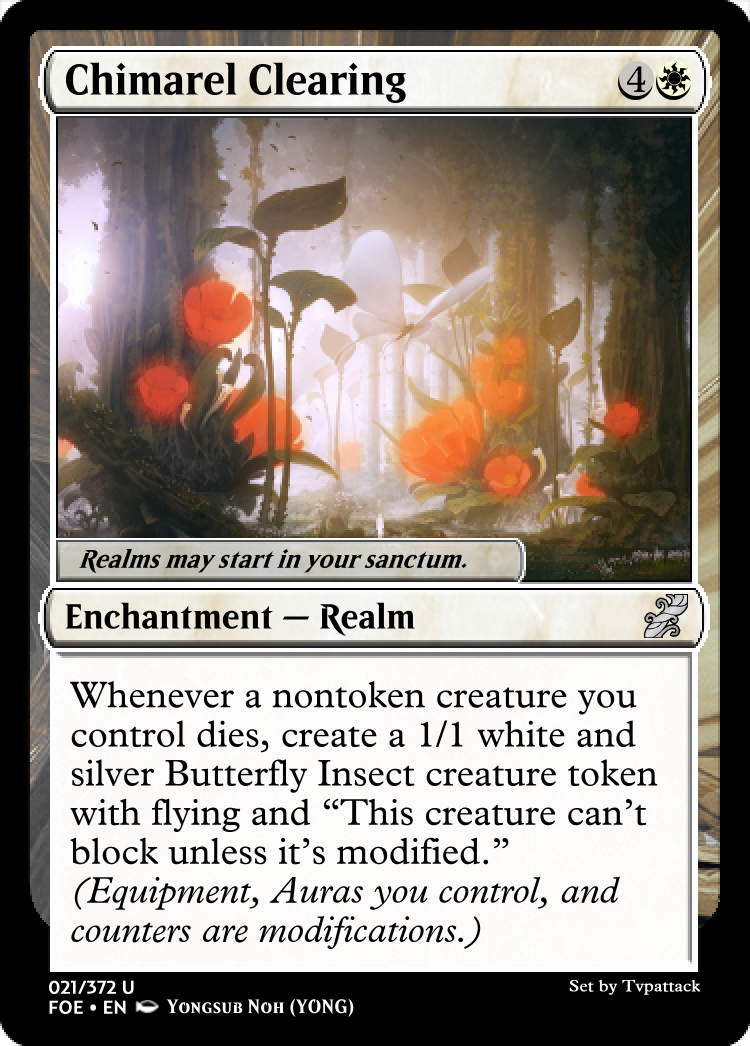 Chimarel Clearing 4
Realms may start in your sanctum.
Enchantment — Realm
Whenever a nontoken creature you
control dies, create a 1/1 white and
silver Butterfly Insect creature token
with flying and “This creature can’t
block unless it’s modified.”
(Equipment, Auras you control, and
counters are modifications.)
021/372 U
Set by Tvpattack
FOE • EN Yongsub Noh (YONG)